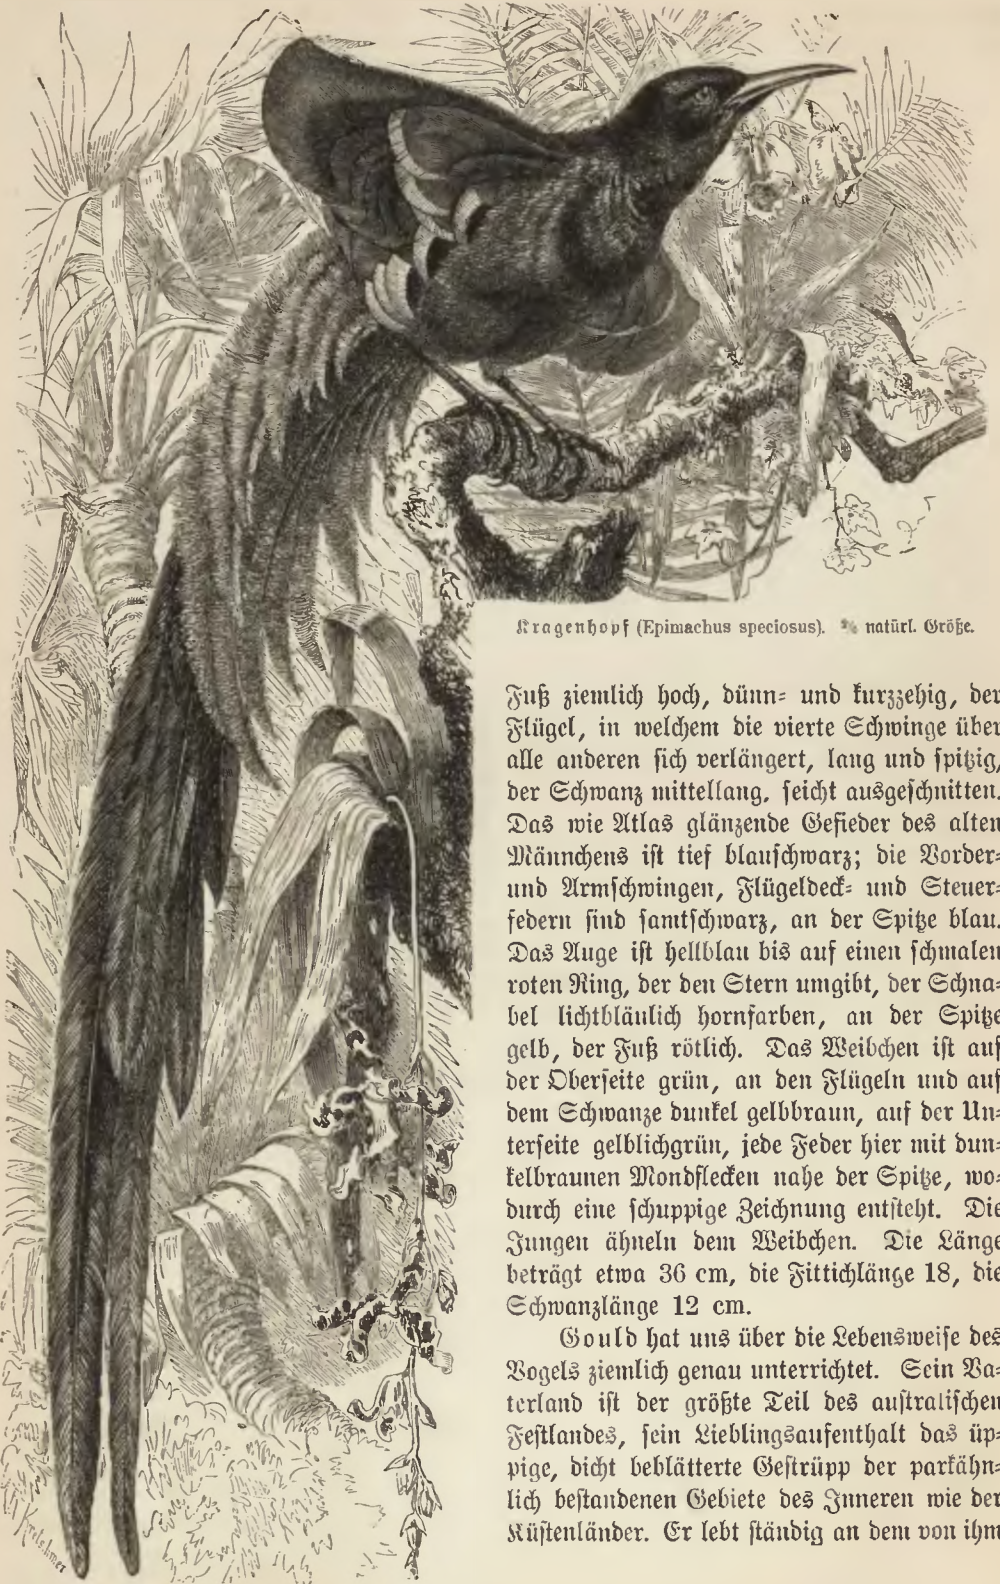 Kragenhopf (Epimachus speciosus). natürl. Größe.
Fuß ziemlich hoch, dünn- und kurzzehig, der
Flügel, in welchem die vierte Schwinge über
alle anderen sich verlängert, lang und spitzig,
der Schwanz mittellang, seicht ausgeschnitten.
Das wie Atlas glänzende Gefieder des alten
Männchens ist tief blauschwarz; die Vorder-
und Armschwingen, Flügeldeck- und Steuer-
federn sind samtschwarz, an der Spitze blau.
Das Auge ist hellblau bis auf einen schmalen
roten Ring, der den Stern umgibt, der Schna-
bel lichtbläulich hornfarben, an der Spitze
gelb, der Fuß rötlich. Das Weibchen ist auf
der Oberseite grün, an den Flügeln und auf
dem Schwanze dunkel gelbbraun, auf der Un-
terseite gelblichgrün, jede Feder hier mit dun-
kelbraunen Mondflecken nahe der Spitze, wo-
durch eine schuppige Zeichnung entsteht. Die
Jungen ähneln dem Weibchen. Die Länge
beträgt etwa 36 cm, die Fittichlänge 18, die
Schwanzlänge 12 cm.
Gould hat uns über die Lebensweise des
Vogels ziemlich genau unterrichtet. Sein Va-
terland ist der größte Teil des australischen
Festlandes, sein Lieblingsaufenthalt das üp-
pige, dicht beblätterte Gestrüpp der parkähn-
lich bestandenen Gebiete des Inneren wie der
Küstenländer. Er lebt ständig an dem von ihm
Kretschmer